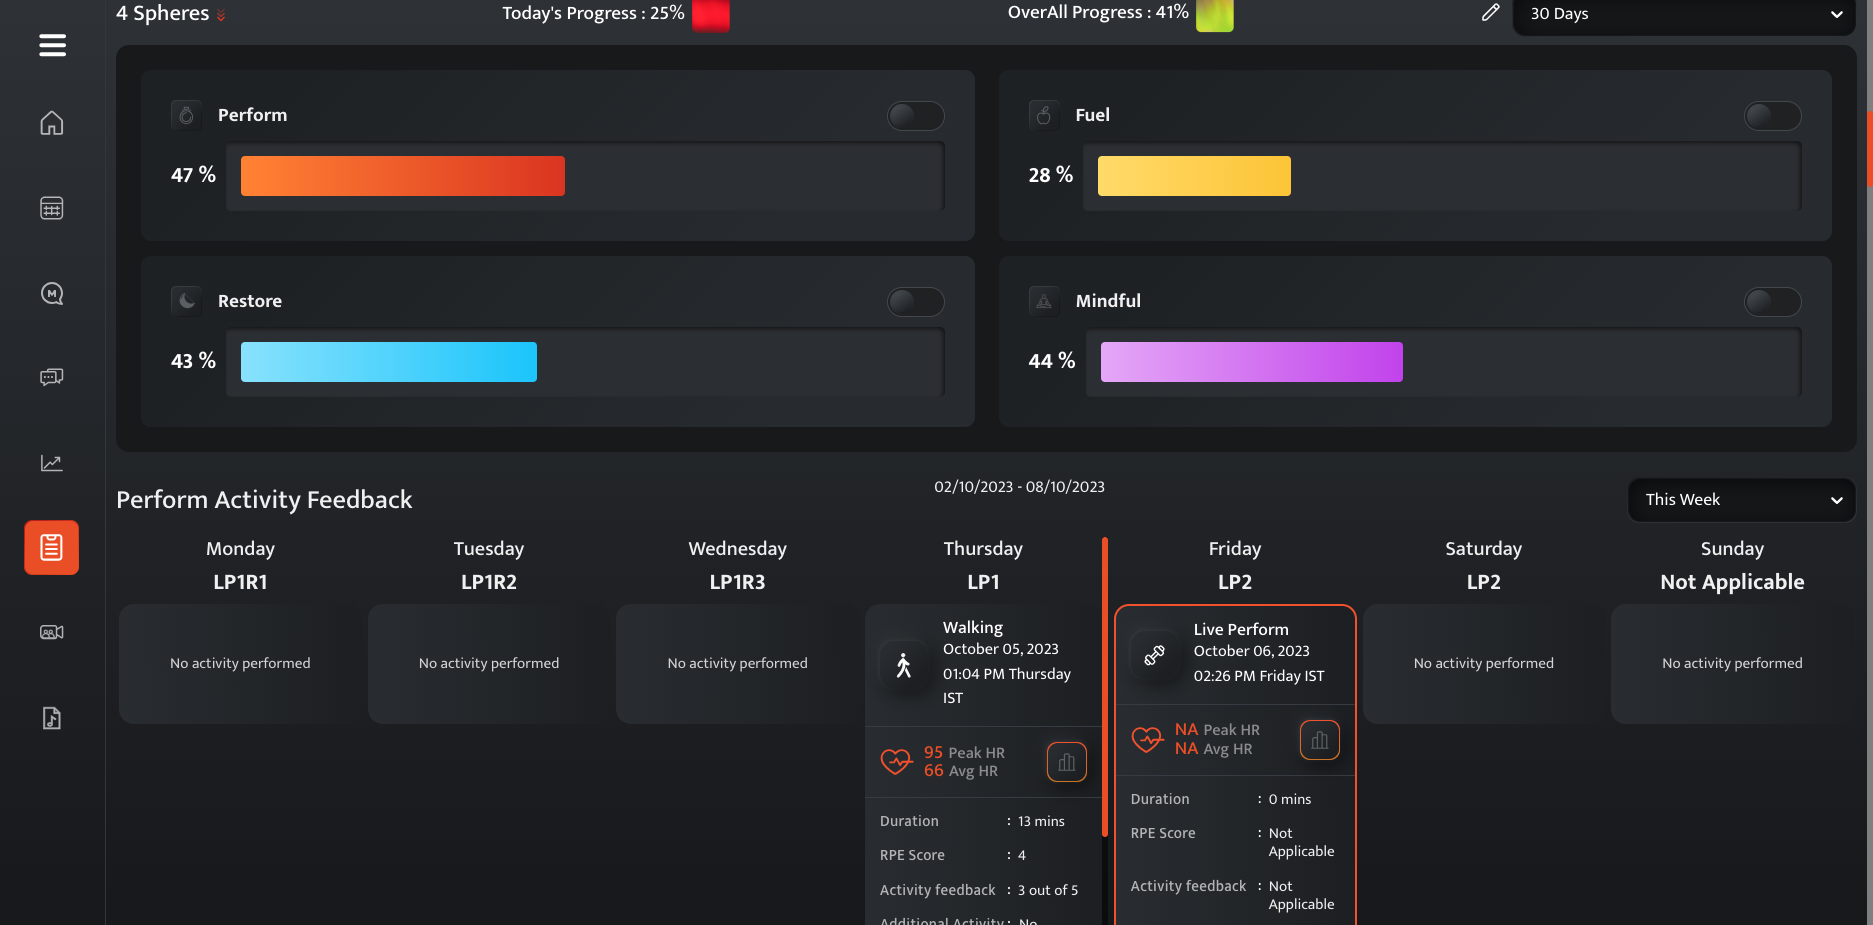 4 Spheres
Today's Progress : 25%
OverAll Progress : 41%
30 Days
Perform
47 %
Fuel
28 %
Restore
43 %
Mindful
44 %
Perform Activity Feedback
02/10/2023 - 08/10/2023
This Week
Monday
LP1R1
No activity performed
Tuesday
LP1R2
No activity performed
Wednesday
LP1R3
No activity performed
Thursday
LP1
Walking
October 05, 2023
01:04 PM Thursday
IST
95 Peak HR
66 Avg HR
Duration : 13 mins
RPE Score : 4
Activity feedback : 3 out of 5
Additional Activity : No
Friday
LP2
Live Perform
October 06, 2023
02:26 PM Friday IST
NA Peak HR
NA Avg HR
Duration : 0 mins
RPE Score : Not
Applicable
Activity feedback : Not
Applicable
Saturday
LP2
No activity performed
Sunday
Not Applicable
No activity performed